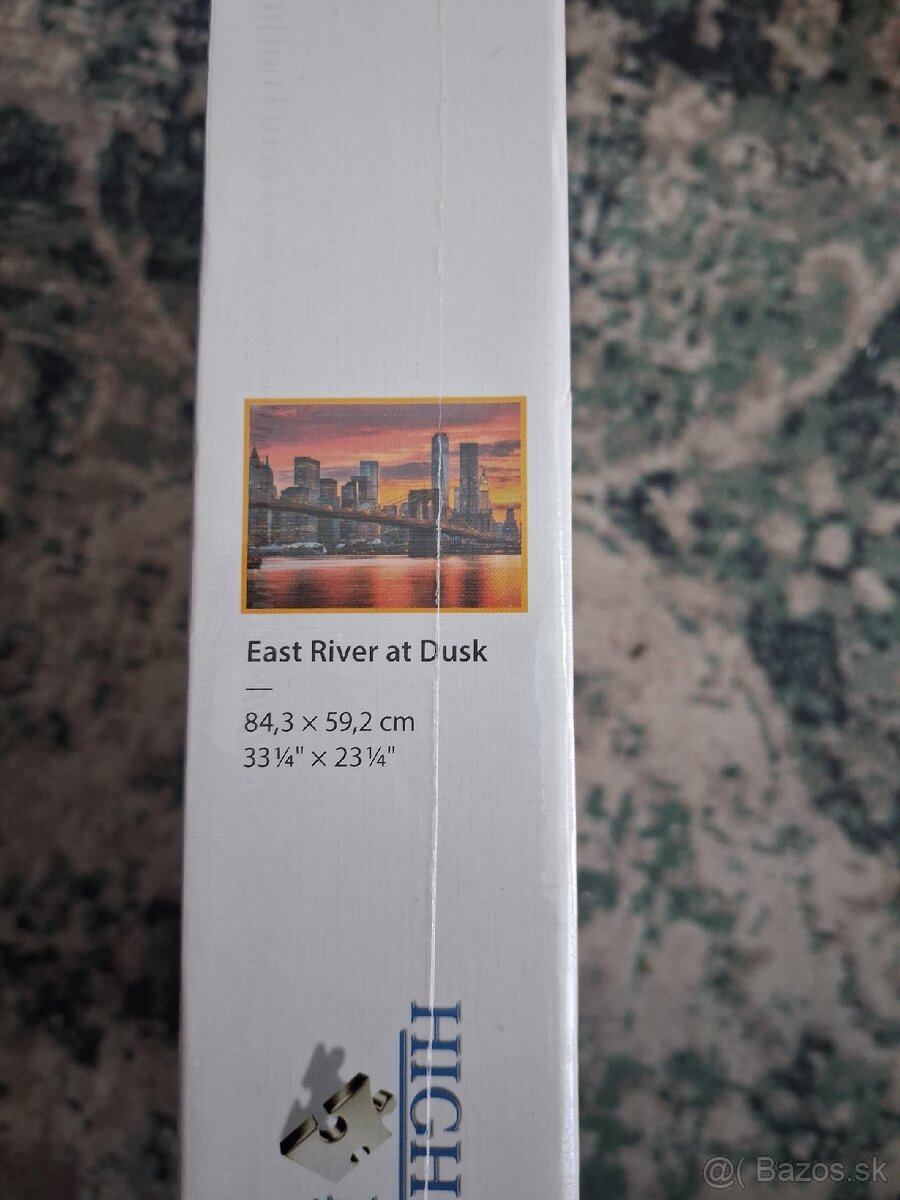 East River at Dusk
84,3 × 59,2 cm
33 ¼" × 23 ¼"
HIGH
@( Bazos.sk